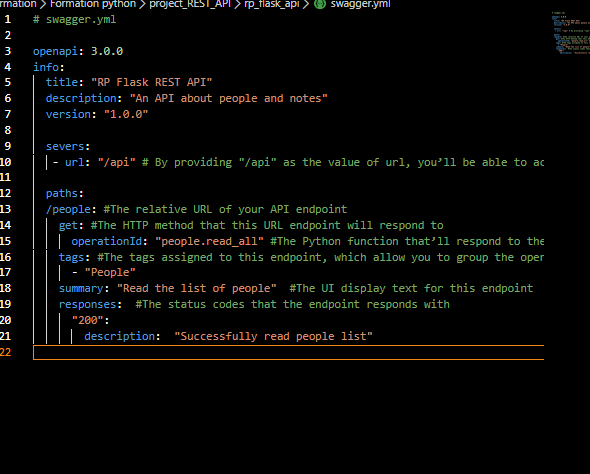 rmation > Formation python > project_REST_API > rp_flask_api > swagger.yml
1 # swagger.yml
2
3 openapi: 3.0.0
4 info:
5 title: "RP Flask REST API"
6 description: "An API about people and notes"
7 version: "1.0.0"
8
9 severs:
10 - url: "/api" # By providing "/api" as the value of url, you'll be able to ac
11
12 paths:
13 /people: #The relative URL of your API endpoint
14 get: #The HTTP method that this URL endpoint will respond to
15 operationId: "people.read_all" #The Python function that'll respond to the
16 tags: #The tags assigned to this endpoint, which allow you to group the oper
17 - "People"
18 summary: "Read the list of people" #The UI display text for this endpoint
19 responses: #The status codes that the endpoint responds with
20 "200":
21 description: "Successfully read people list"
22